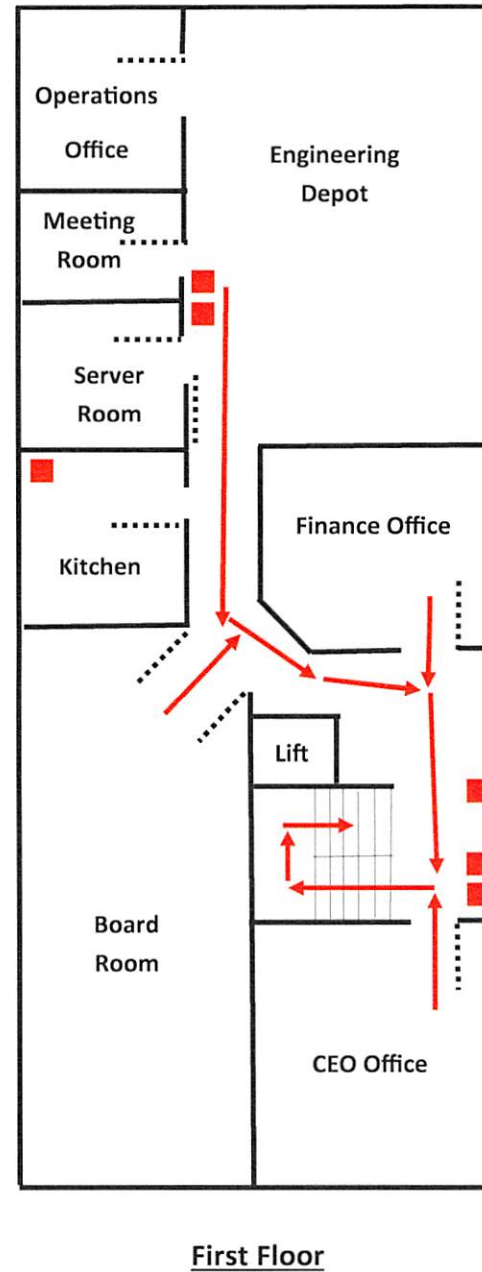 Operations
Office
Engineering
Depot
Meeting
Room
Server
Room
Finance Office
Kitchen
Lift
Board
Room
CEO Office
First Floor